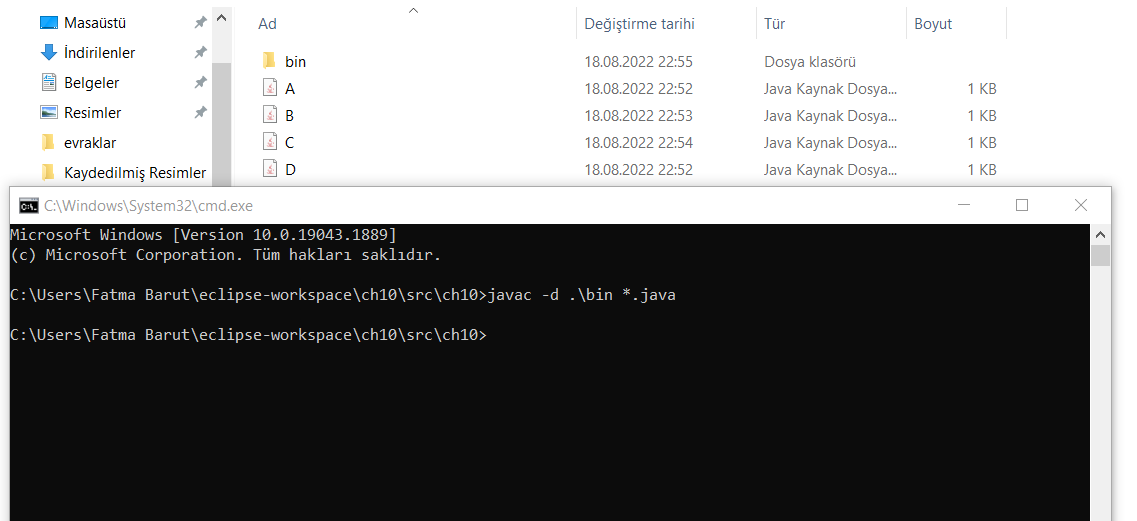 Masaüstü
İndirilenler
Belgeler
Resimler
evraklar
Kaydedilmiş Resimler
Ad Değiştirme tarihi Tür Boyut
bin 18.08.2022 22:55 Dosya klasörü
A 18.08.2022 22:52 Java Kaynak Dosya... 1 KB
B 18.08.2022 22:53 Java Kaynak Dosya... 1 KB
C 18.08.2022 22:54 Java Kaynak Dosya... 1 KB
D 18.08.2022 22:52 Java Kaynak Dosya... 1 KB
C:\Windows\System32\cmd.exe
Microsoft Windows [Version 10.0.19043.1889]
(c) Microsoft Corporation. Tüm hakları saklıdır.
C:\Users\Fatma Barut\eclipse-workspace\ch10\src\ch10>javac -d .\bin *.java
C:\Users\Fatma Barut\eclipse-workspace\ch10\src\ch10>